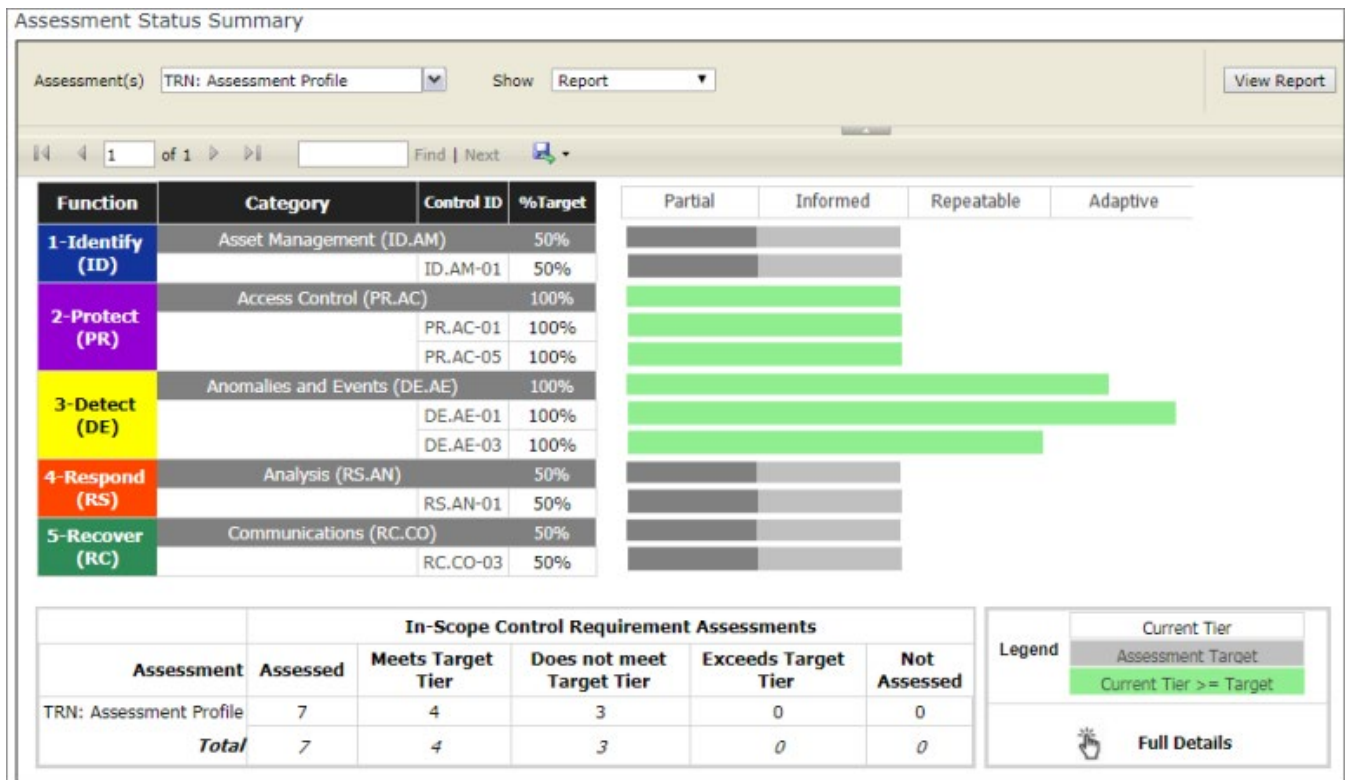 Assessment Status Summary
Assessment(s) TRN: Assessment Profile Show Report View Report
1 of 1 Find | Next
Function Category Control ID %Target Partial Informed Repeatable Adaptive
1-Identify (ID)
Asset Management (ID.AM) 50%
ID.AM-01 50%
2-Protect (PR)
Access Control (PR.AC) 100%
PR.AC-01 100%
PR.AC-05 100%
3-Detect (DE)
Anomalies and Events (DE.AE) 100%
DE.AE-01 100%
DE.AE-03 100%
4-Respond (RS)
Analysis (RS.AN) 50%
RS.AN-01 50%
5-Recover (RC)
Communications (RC.CO) 50%
RC.CO-03 50%
In-Scope Control Requirement Assessments
Assessment Assessed Meets Target Tier Does not meet Target Tier Exceeds Target Tier Not Assessed
TRN: Assessment Profile 7 4 3 0 0
Total 7 4 3 0 0
Legend
Current Tier
Assessment Target
Current Tier >= Target
Full Details